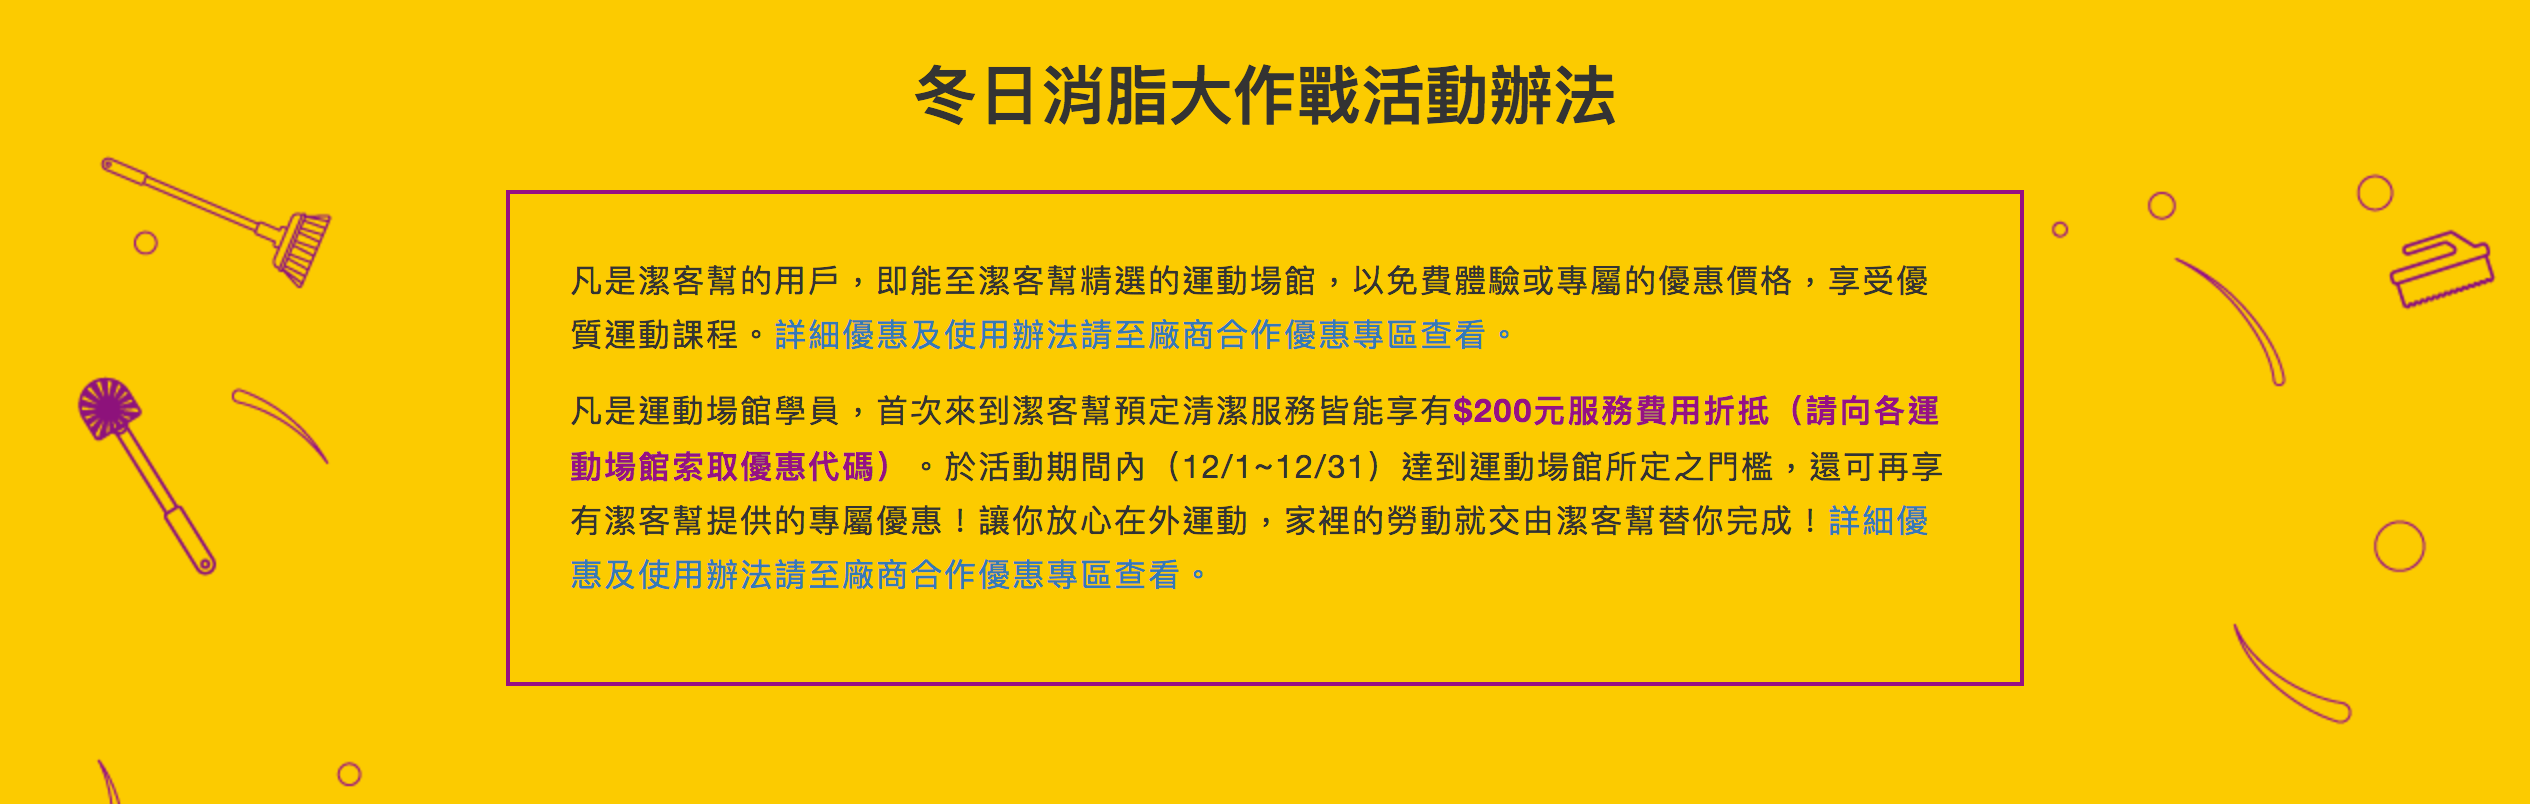 冬日消脂大作戰活動辦法
凡是潔客幫的用戶，即能至潔客幫精選的運動場館，以免費體驗或專屬的優惠價格，享受優
質運動課程。詳細優惠及使用辦法請至廠商合作優惠專區查看。
凡是運動場館學員，首次來到潔客幫預定清潔服務皆能享有$200元服務費用折抵（請向各運
動場館索取優惠代碼）。於活動期間內（12/1~12/31）達到運動場館所定之門檻，還可再享
有潔客幫提供的專屬優惠！讓你放心在外運動，家裡的勞動就交由潔客幫替你完成！詳細優
惠及使用辦法請至廠商合作優惠專區查看。